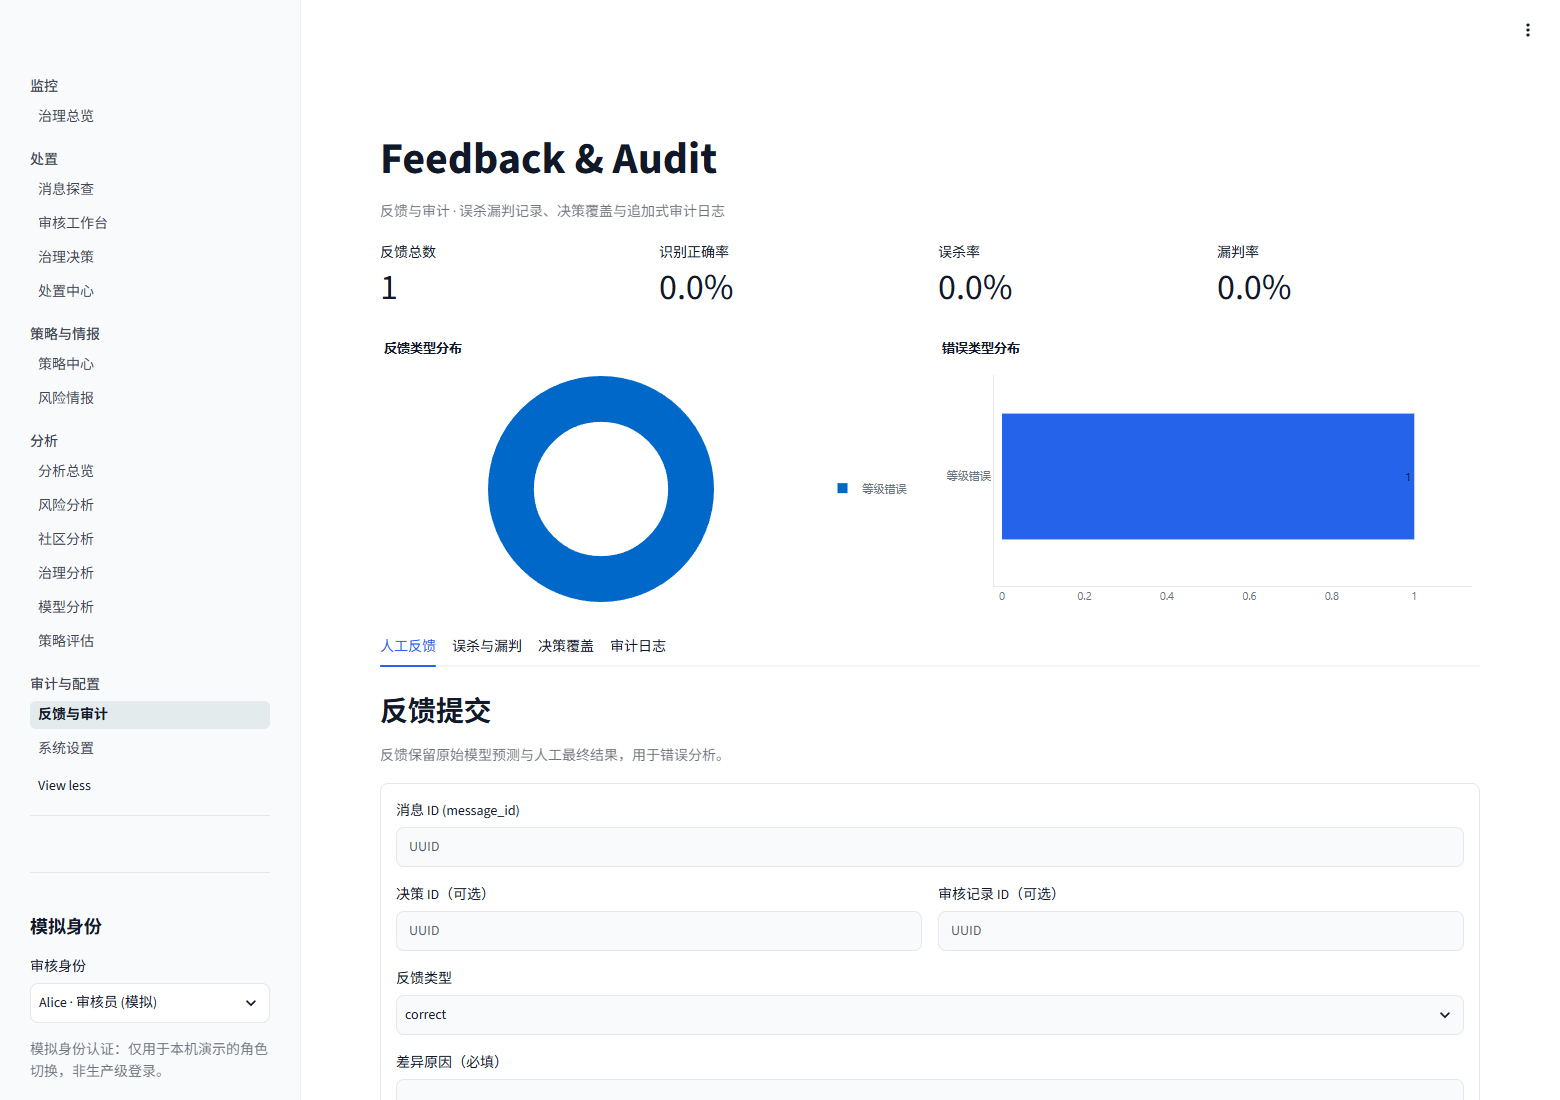 监控
治理总览
处置
消息探查
审核工作台
治理决策
处置中心
策略与情报
策略中心
风险情报
分析
分析总览
风险分析
社区分析
治理分析
模型分析
策略评估
审计与配置
反馈与审计
系统设置
View less
模拟身份
审核身份
Alice · 审核员 (模拟)
模拟身份认证：仅用于本机演示的角色
切换，非生产级登录。
Feedback & Audit
反馈与审计 · 误杀漏判记录、决策覆盖与追加式审计日志
反馈总数
1
识别正确率
0.0%
误杀率
0.0%
漏判率
0.0%
反馈类型分布
等级错误
错误类型分布
等级错误
1
0 0.2 0.4 0.6 0.8 1
人工反馈 误杀与漏判 决策覆盖 审计日志
反馈提交
反馈保留原始模型预测与人工最终结果，用于错误分析。
消息 ID (message_id)
UUID
决策 ID（可选）
UUID
审核记录 ID（可选）
UUID
反馈类型
correct
差异原因（必填）